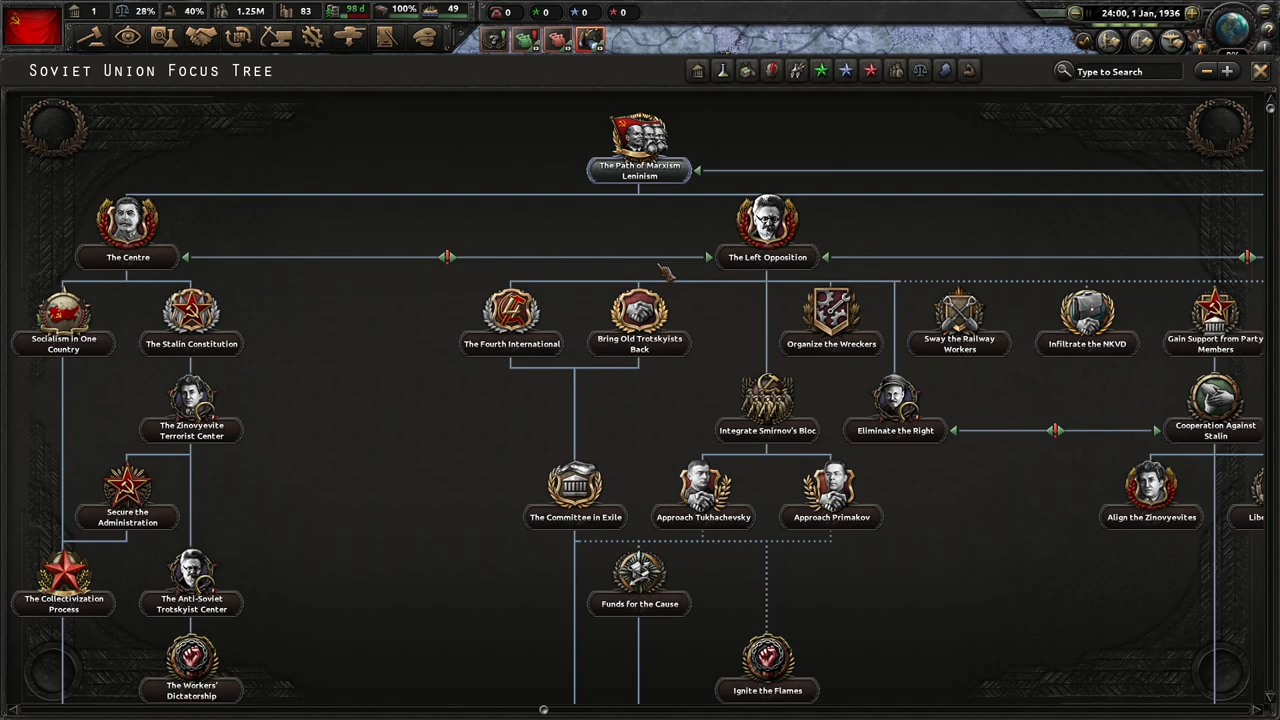 1 28% 40% 1.25M 83 98 d 100% 49 0 0 0 0 24:00, 1 Jan, 1936
SOVIET UNION FOCUS TREE
Type to Search
The Path of Marxism
Leninism
The Centre
The Left Opposition
Socialism in One
Country
The Stalin Constitution
The Fourth International
Bring Old Trotskyists
Back
Organize the Wreckers
Sway the Railway
Workers
Infiltrate the NKVD
Gain Support from Party
Members
The Zinovyevite
Terrorist Center
Integrate Smirnov's Bloc
Eliminate the Right
Cooperation Against
Stalin
Secure the
Administration
The Committee in Exile
Approach Tukhachevsky
Approach Primakov
Align the Zinovyevites
The Collectivization
Process
The Anti-Soviet
Trotskyist Center
Funds for the Cause
The Workers'
Dictatorship
Ignite the Flames